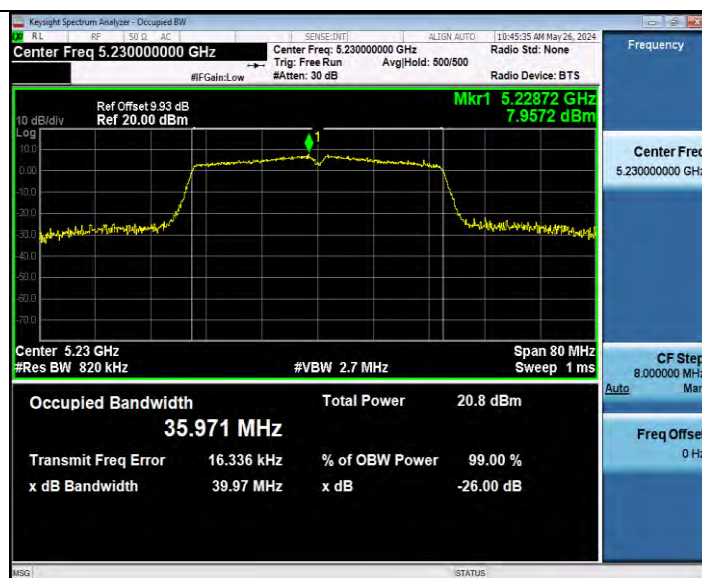 Keysight Spectrum Analyzer - Occupied BW
RL RF 50 Ω AC SENSE:INT ALIGN AUTO 10:45:35 AM May 26, 2024
Center Freq 5.230000000 GHz
Center Freq: 5.230000000 GHz Radio Std: None
Trig: Free Run Avg|Hold: 500/500
#IFGain:Low #Atten: 30 dB Radio Device: BTS
Frequency
Mkr1 5.22872 GHz
7.9572 dBm
Ref Offset 9.93 dB
10 dB/div Ref 20.00 dBm
Log
1
10.0
0.00
-10.0
-20.0
-30.0
-40.0
-50.0
-60.0
-70.0
Center 5.23 GHz Span 80 MHz
#Res BW 820 kHz #VBW 2.7 MHz Sweep 1 ms
Occupied Bandwidth Total Power 20.8 dBm
35.971 MHz
Transmit Freq Error 16.336 kHz % of OBW Power 99.00 %
x dB Bandwidth 39.97 MHz x dB -26.00 dB
Center Freq
5.230000000 GHz
CF Step
8.000000 MHz
Auto Man
Freq Offset
0 Hz
MSG STATUS